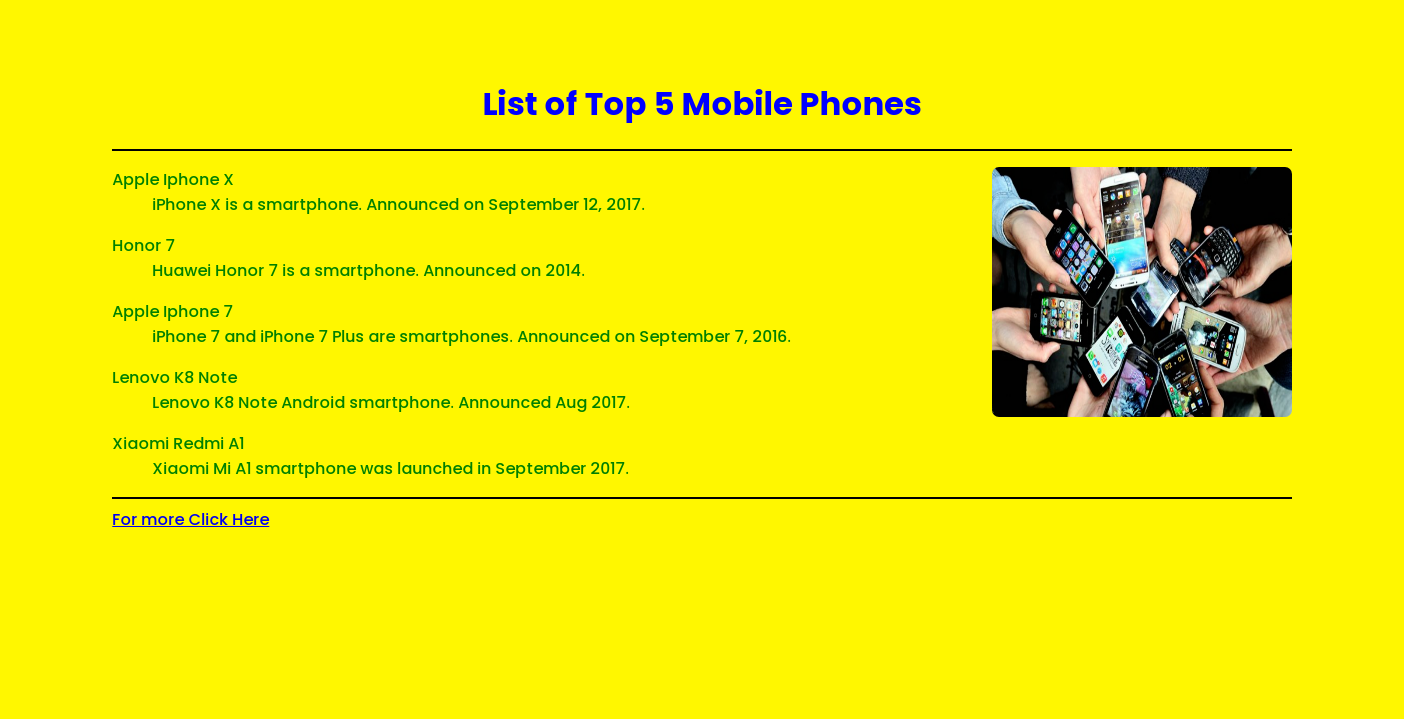 List of Top 5 Mobile Phones
Apple Iphone X
iPhone X is a smartphone. Announced on September 12, 2017.
Honor 7
Huawei Honor 7 is a smartphone. Announced on 2014.
Apple Iphone 7
iPhone 7 and iPhone 7 Plus are smartphones. Announced on September 7, 2016.
Lenovo K8 Note
Lenovo K8 Note Android smartphone. Announced Aug 2017.
Xiaomi Redmi A1
Xiaomi Mi A1 smartphone was launched in September 2017.
For more Click Here